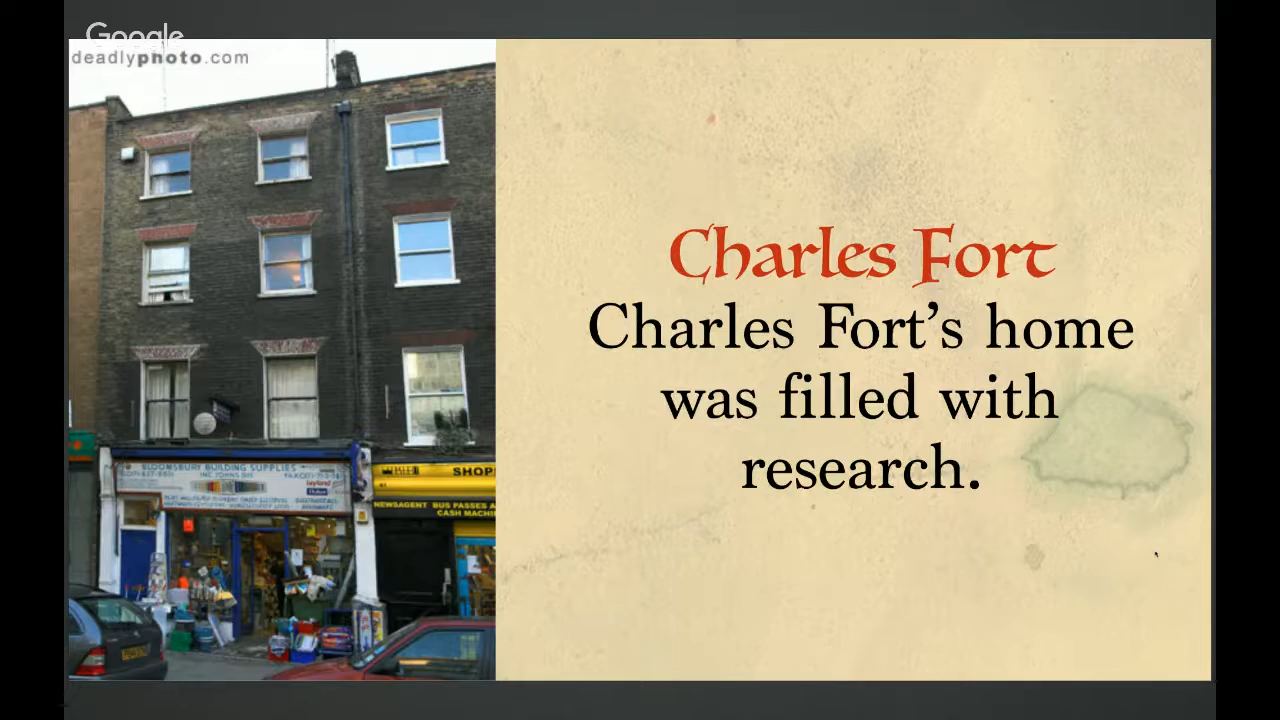 Google
deadlyphoto.com
Charles Fort
Charles Fort's home
was filled with
research.
BLOOMSBURY BUILDING SUPPLIES
SHOP
NEWSAGENT BUS PASSES
CASH MACHI